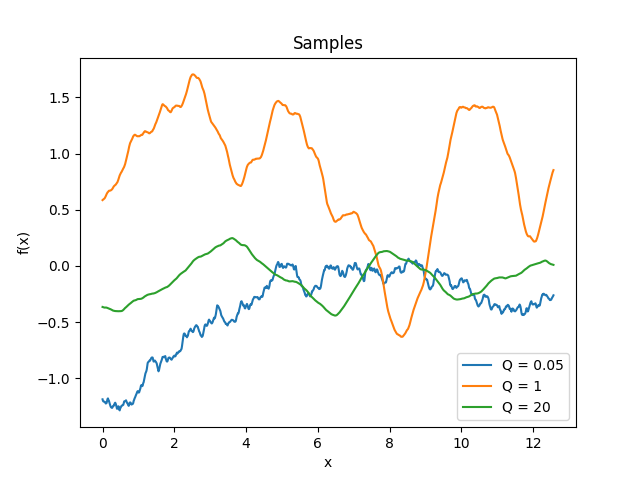 Samples
f(x)
1.5
1.0
0.5
0.0
−0.5
−1.0
0 2 4 6 8 10 12
x
Q = 0.05
Q = 1
Q = 20